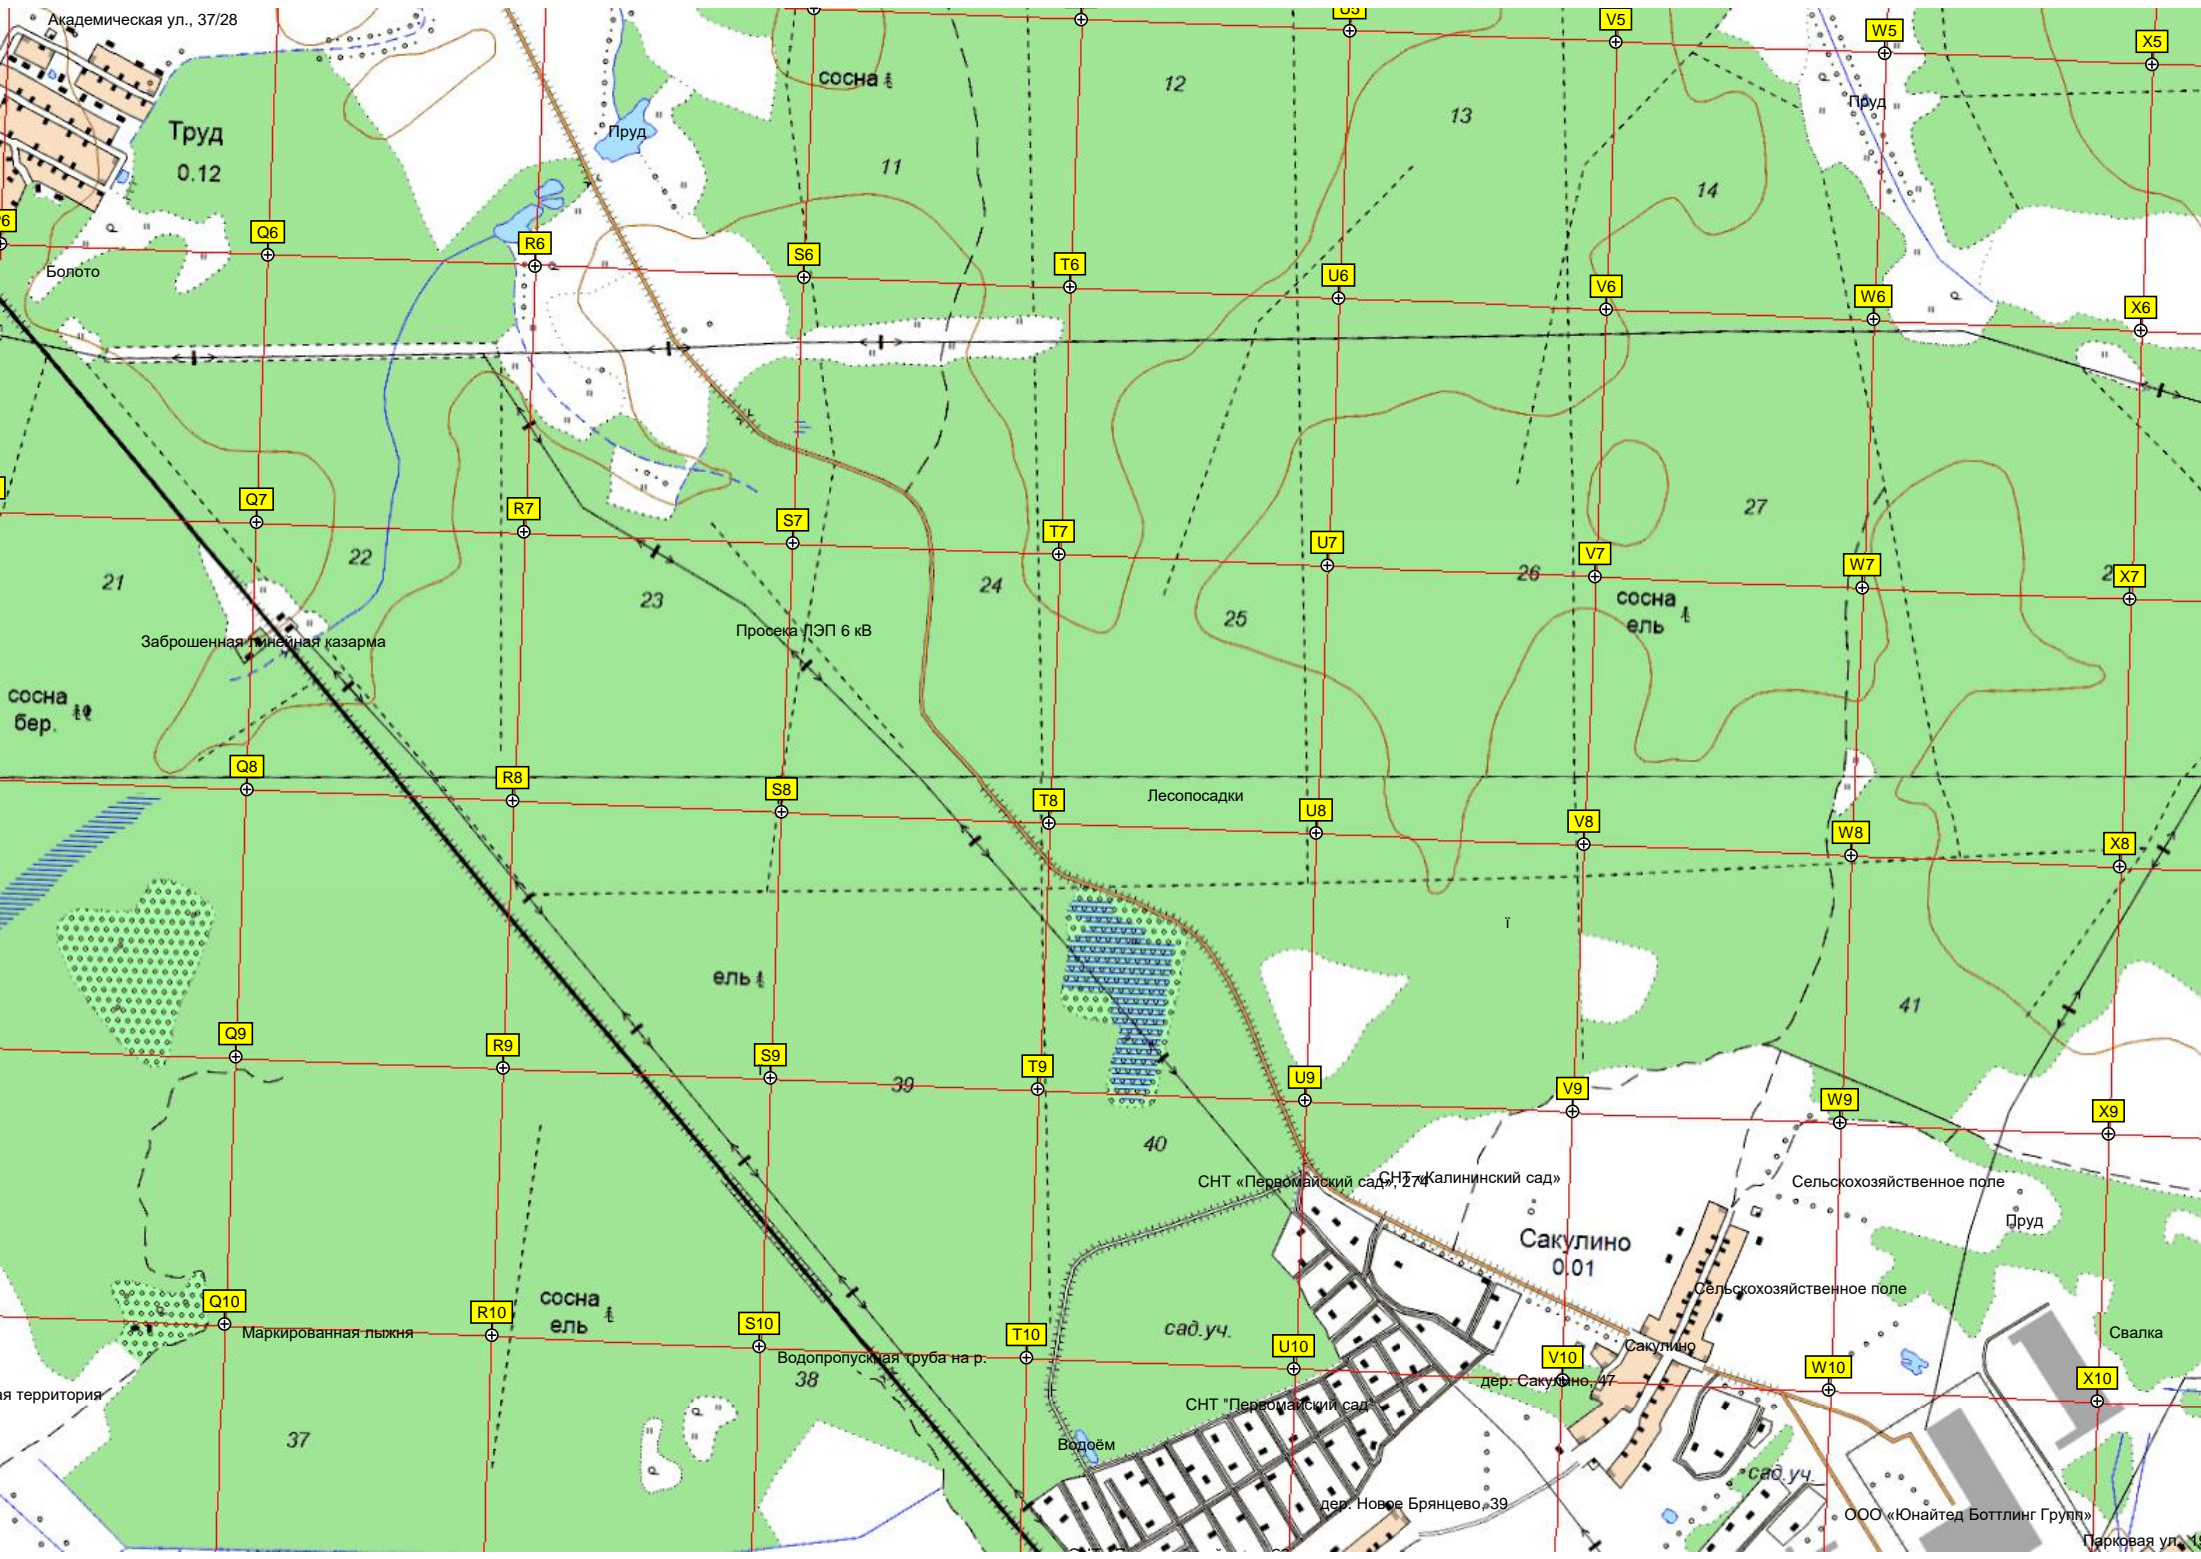 Академическая ул., 37/28
V5
W5
X5
сосна
12
13
Пруд
Труд
0.12
Пруд
11
14
Q6
R6
S6
T6
U6
V6
W6
X6
Болото
Q7
R7
S7
T7
U7
V7
W7
X7
27
21
22
23
24
25
26
сосна
ель
Просека ЛЭП 6 кВ
Заброшенная линейная казарма
сосна
бер.
Q8
R8
S8
T8
Лесопосадки
U8
V8
W8
X8
ї
ель
41
Q9
R9
S9
T9
U9
V9
W9
X9
39
40
СНТ «Первомайский сад», 274
СНТ «Калининский сад»
Сельскохозяйственное поле
Пруд
Сакулино
0.01
Сельскохозяйственное поле
Q10
R10
сосна
ель
S10
T10
сад.уч.
U10
V10
W10
X10
Маркированная лыжня
Водопропускная труба на р.
Сакулино
Свалка
38
дер. Сакулино, 47
ая территория
СНТ "Первомайский сад"
37
Водоём
сад.уч.
дер. Новое Брянцево, 39
ООО «Юнайтед Боттлинг Групп»
Парковая ул.